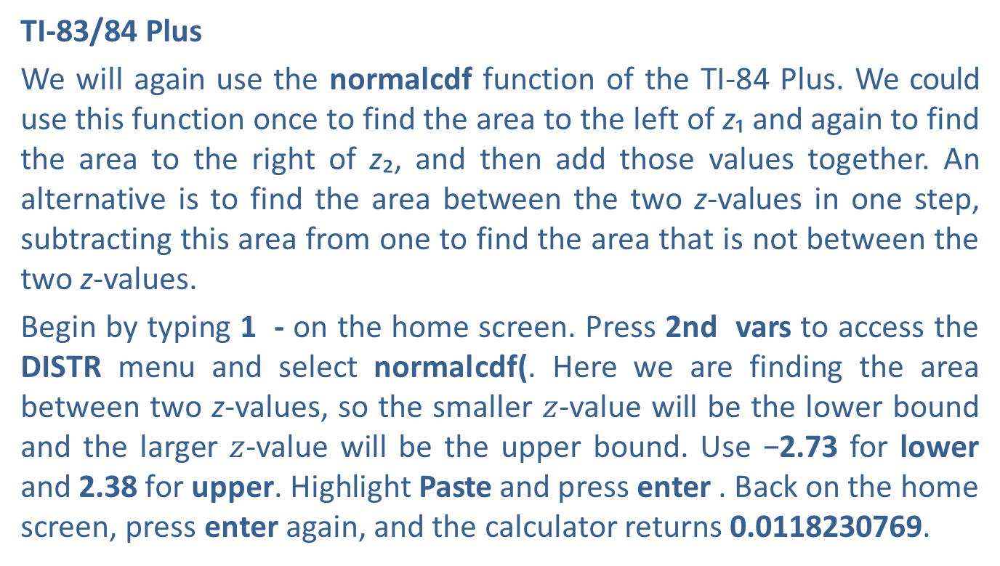 TI-83/84 Plus
We will again use the normalcdf function of the TI-84 Plus. We could
use this function once to find the area to the left of z₁ and again to find
the area to the right of z₂, and then add those values together. An
alternative is to find the area between the two z-values in one step,
subtracting this area from one to find the area that is not between the
two z-values.
Begin by typing 1 - on the home screen. Press 2nd vars to access the
DISTR menu and select normalcdf(. Here we are finding the area
between two z-values, so the smaller z-value will be the lower bound
and the larger z-value will be the upper bound. Use −2.73 for lower
and 2.38 for upper. Highlight Paste and press enter . Back on the home
screen, press enter again, and the calculator returns 0.0118230769.